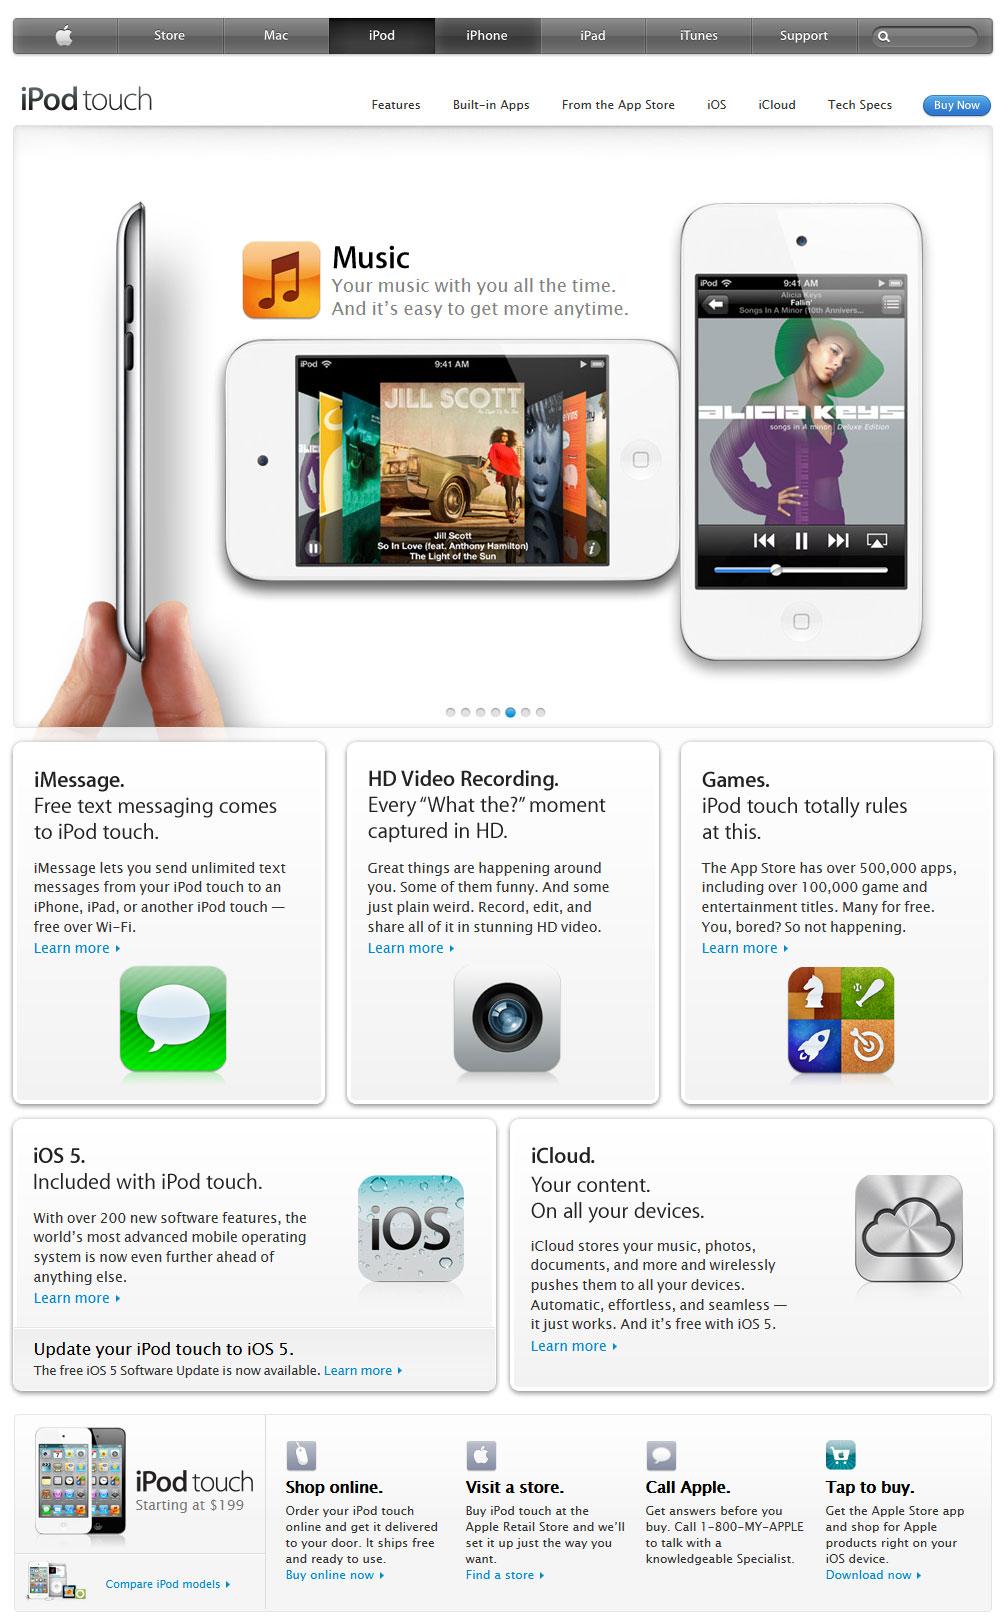 Store
Mac
iPod
iPhone
iPad
iTunes
Support
iPod touch
Features
Built-in Apps
From the App Store
iOS
iCloud
Tech Specs
Buy Now
Music
Your music with you all the time.
And it's easy to get more anytime.
iPod
9:41 AM
JILL SCOTT
Jill Scott
So In Love (feat. Anthony Hamilton)
The Light of the Sun
iPod
9:41 AM
Alicia Keys
Fallin'
Songs In A Minor (10th Annivers...
ALICIA KEYS
songs in A minor | Deluxe Edition
iMessage.
Free text messaging comes
to iPod touch.
iMessage lets you send unlimited text
messages from your iPod touch to an
iPhone, iPad, or another iPod touch —
free over Wi-Fi.
Learn more
HD Video Recording.
Every “What the?” moment
captured in HD.
Great things are happening around
you. Some of them funny. And some
just plain weird. Record, edit, and
share all of it in stunning HD video.
Learn more
Games.
iPod touch totally rules
at this.
The App Store has over 500,000 apps,
including over 100,000 game and
entertainment titles. Many for free.
You, bored? So not happening.
Learn more
iOS 5.
Included with iPod touch.
With over 200 new software features, the
world's most advanced mobile operating
system is now even further ahead of
anything else.
Learn more
iOS
Update your iPod touch to iOS 5.
The free iOS 5 Software Update is now available. Learn more
iCloud.
Your content.
On all your devices.
iCloud stores your music, photos,
documents, and more and wirelessly
pushes them to all your devices.
Automatic, effortless, and seamless —
it just works. And it's free with iOS 5.
Learn more
iPod touch
Starting at $199
Compare iPod models
Shop online.
Order your iPod touch
online and get it delivered
to your door. It ships free
and ready to use.
Buy online now
Visit a store.
Buy iPod touch at the
Apple Retail Store and we'll
set it up just the way you
want.
Find a store
Call Apple.
Get answers before you
buy. Call 1-800-MY-APPLE
to talk with a
knowledgeable Specialist.
Tap to buy.
Get the Apple Store app
and shop for Apple
products right on your
iOS device.
Download now